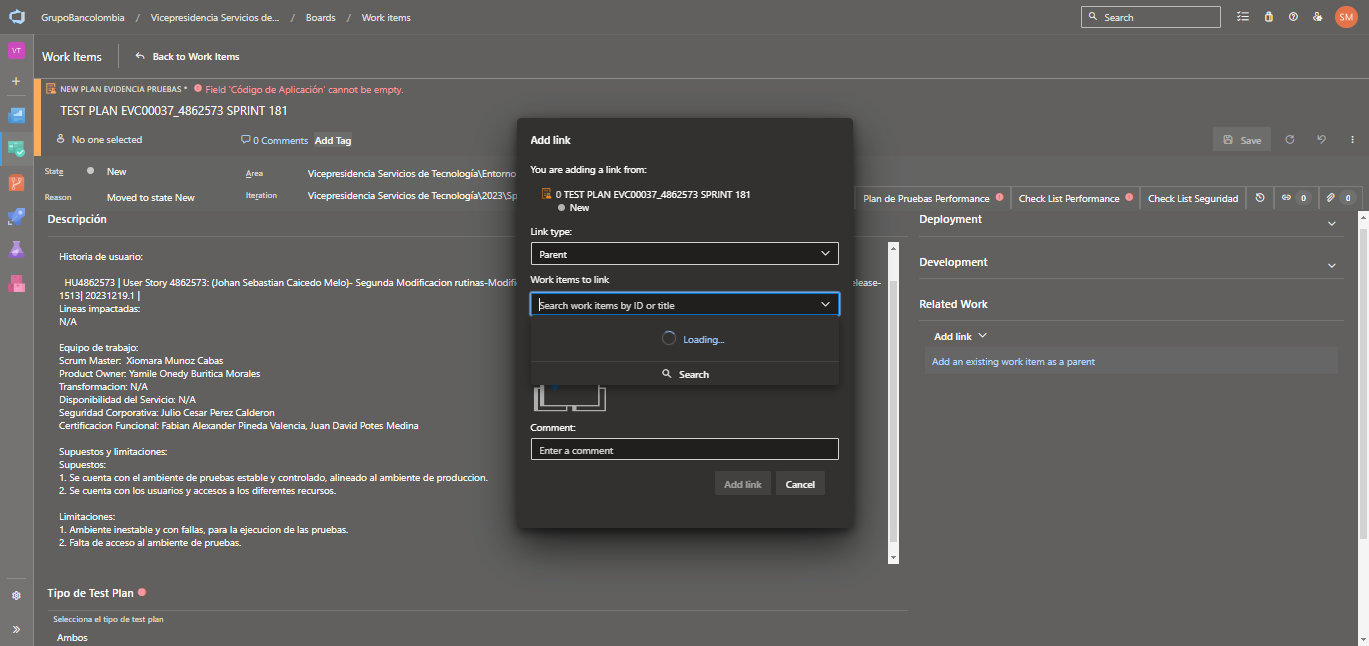 GrupoBancolombia / Vicepresidencia Servicios de... / Boards / Work items
Search
SM
VT
Work Items
Back to Work Items
NEW PLAN EVIDENCIA PRUEBAS * Field 'Código de Aplicación' cannot be empty.
TEST PLAN EVC00037_4862573 SPRINT 181
No one selected
0 Comments
Add Tag
Save
State
New
Area
Vicepresidencia Servicios de Tecnología\Entorno
Reason
Moved to state New
Iteration
Vicepresidencia Servicios de Tecnología\2023\Sp
Plan de Pruebas Performance
Check List Performance
Check List Seguridad
0
0
Descripción
Historia de usuario:
HU4862573 | User Story 4862573: (Johan Sebastian Caicedo Melo)- Segunda Modificacion rutinas-Modifi
elease-
1513| 20231219.1 |
Lineas impactadas:
N/A
Equipo de trabajo:
Scrum Master: Xiomara Munoz Cabas
Product Owner: Yamile Onedy Buritica Morales
Transformacion: N/A
Disponibilidad del Servicio: N/A
Seguridad Corporativa: Julio Cesar Perez Calderon
Certificacion Funcional: Fabian Alexander Pineda Valencia, Juan David Potes Medina
Supuestos y limitaciones:
Supuestos:
1. Se cuenta con el ambiente de pruebas estable y controlado, alineado al ambiente de produccion.
2. Se cuenta con los usuarios y accesos a los diferentes recursos.
Limitaciones:
1. Ambiente inestable y con fallas, para la ejecucion de las pruebas.
2. Falta de acceso al ambiente de pruebas.
Tipo de Test Plan
Selecciona el tipo de test plan
Ambos
Add link
You are adding a link from:
0 TEST PLAN EVC00037_4862573 SPRINT 181
New
Link type:
Parent
Work items to link
Search work items by ID or title
Loading...
Search
Comment:
Enter a comment
Add link
Cancel
Deployment
Development
Related Work
Add link
Add an existing work item as a parent